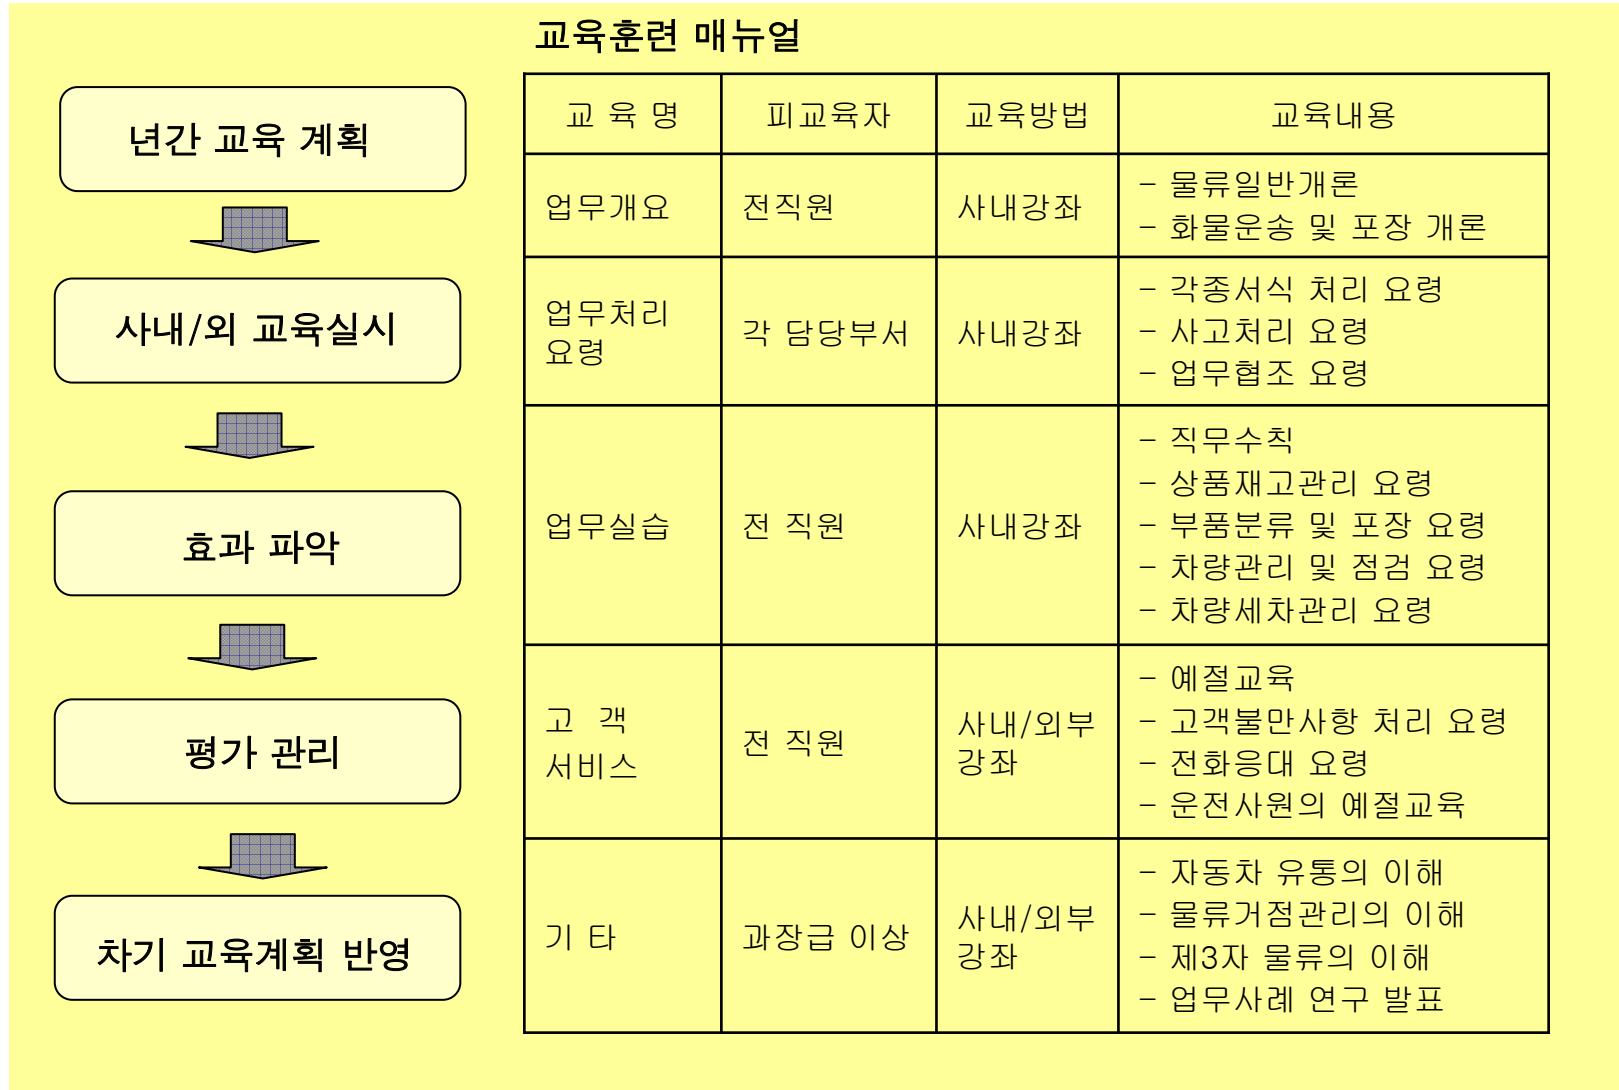 교육훈련 매뉴얼
년간 교육 계획
사내/외 교육실시
효과 파악
평가 관리
차기 교육계획 반영
교 육 명
피교육자
교육방법
교육내용
업무개요
전직원
사내강좌
- 물류일반개론
- 화물운송 및 포장 개론
업무처리
요령
각 담당부서
사내강좌
- 각종서식 처리 요령
- 사고처리 요령
- 업무협조 요령
업무실습
전 직원
사내강좌
- 직무수칙
- 상품재고관리 요령
- 부품분류 및 포장 요령
- 차량관리 및 점검 요령
- 차량세차관리 요령
고 객
서비스
전 직원
사내/외부
강좌
- 예절교육
- 고객불만사항 처리 요령
- 전화응대 요령
- 운전사원의 예절교육
기 타
과장급 이상
사내/외부
강좌
- 자동차 유통의 이해
- 물류거점관리의 이해
- 제3자 물류의 이해
- 업무사례 연구 발표